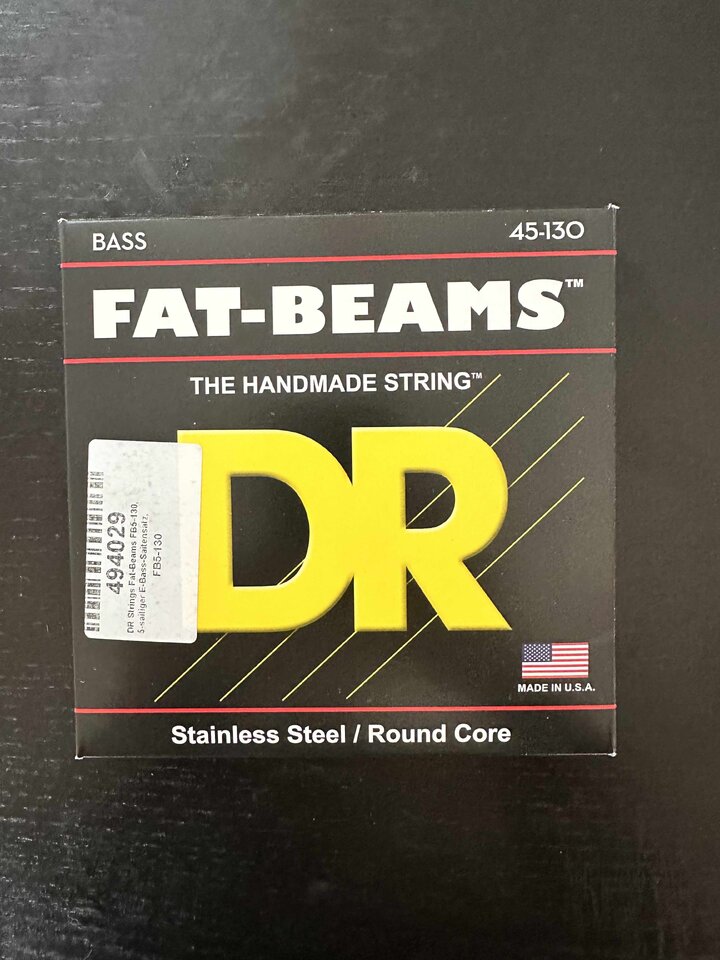 BASS
45-130
FAT-BEAMS™
THE HANDMADE STRING™
DR
494029
DR Strings Fat-Beams FB5-130,
5-saitiger E-Bass-Saitensatz,
FB5-130
MADE IN U.S.A.
Stainless Steel / Round Core